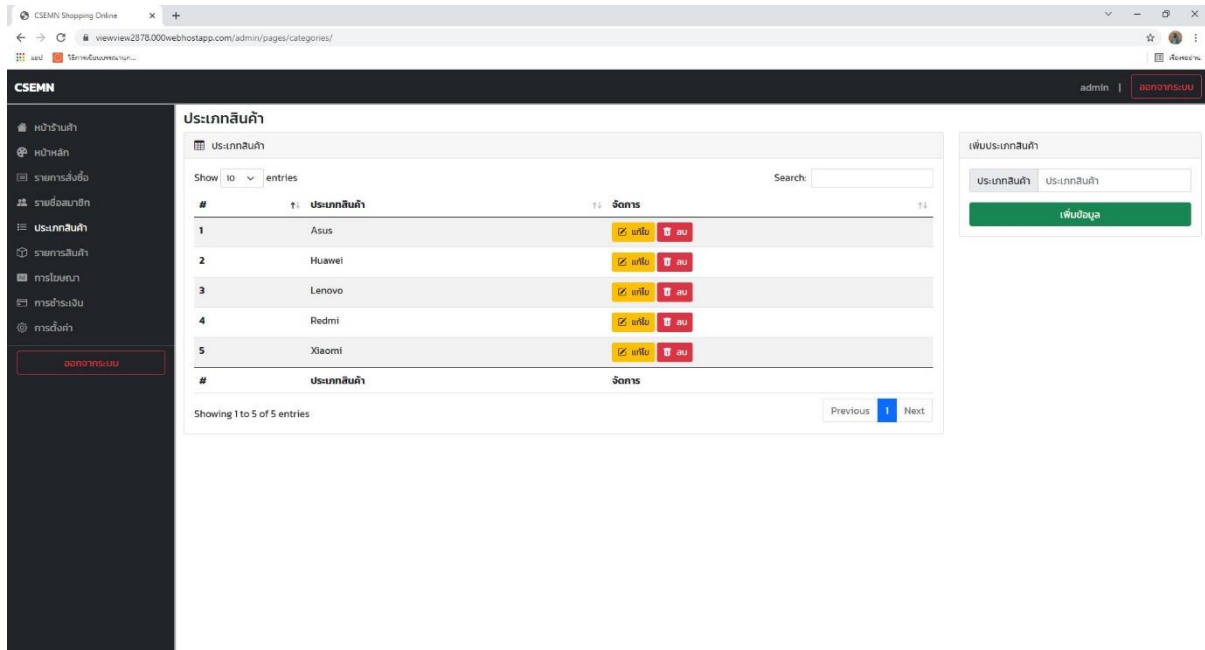 CSEMN Shopping Online
viewview2878.000webhostapp.com/admin/pages/categories/
แอป
CSEMN
admin | ออกจากระบบ
หน้าร้านค้า
หน้าหลัก
รายการสั่งซื้อ
รายชื่อสมาชิก
ประเภทสินค้า
รายการสินค้า
การโฆษณา
การชำระเงิน
การตั้งค่า
ออกจากระบบ
ประเภทสินค้า
ประเภทสินค้า
Show 10 entries
Search:
# ประเภทสินค้า จัดการ
1 Asus แก้ไข ลบ
2 Huawei แก้ไข ลบ
3 Lenovo แก้ไข ลบ
4 Redmi แก้ไข ลบ
5 Xiaomi แก้ไข ลบ
# ประเภทสินค้า จัดการ
Showing 1 to 5 of 5 entries
Previous 1 Next
เพิ่มประเภทสินค้า
ประเภทสินค้า ประเภทสินค้า
เพิ่มข้อมูล